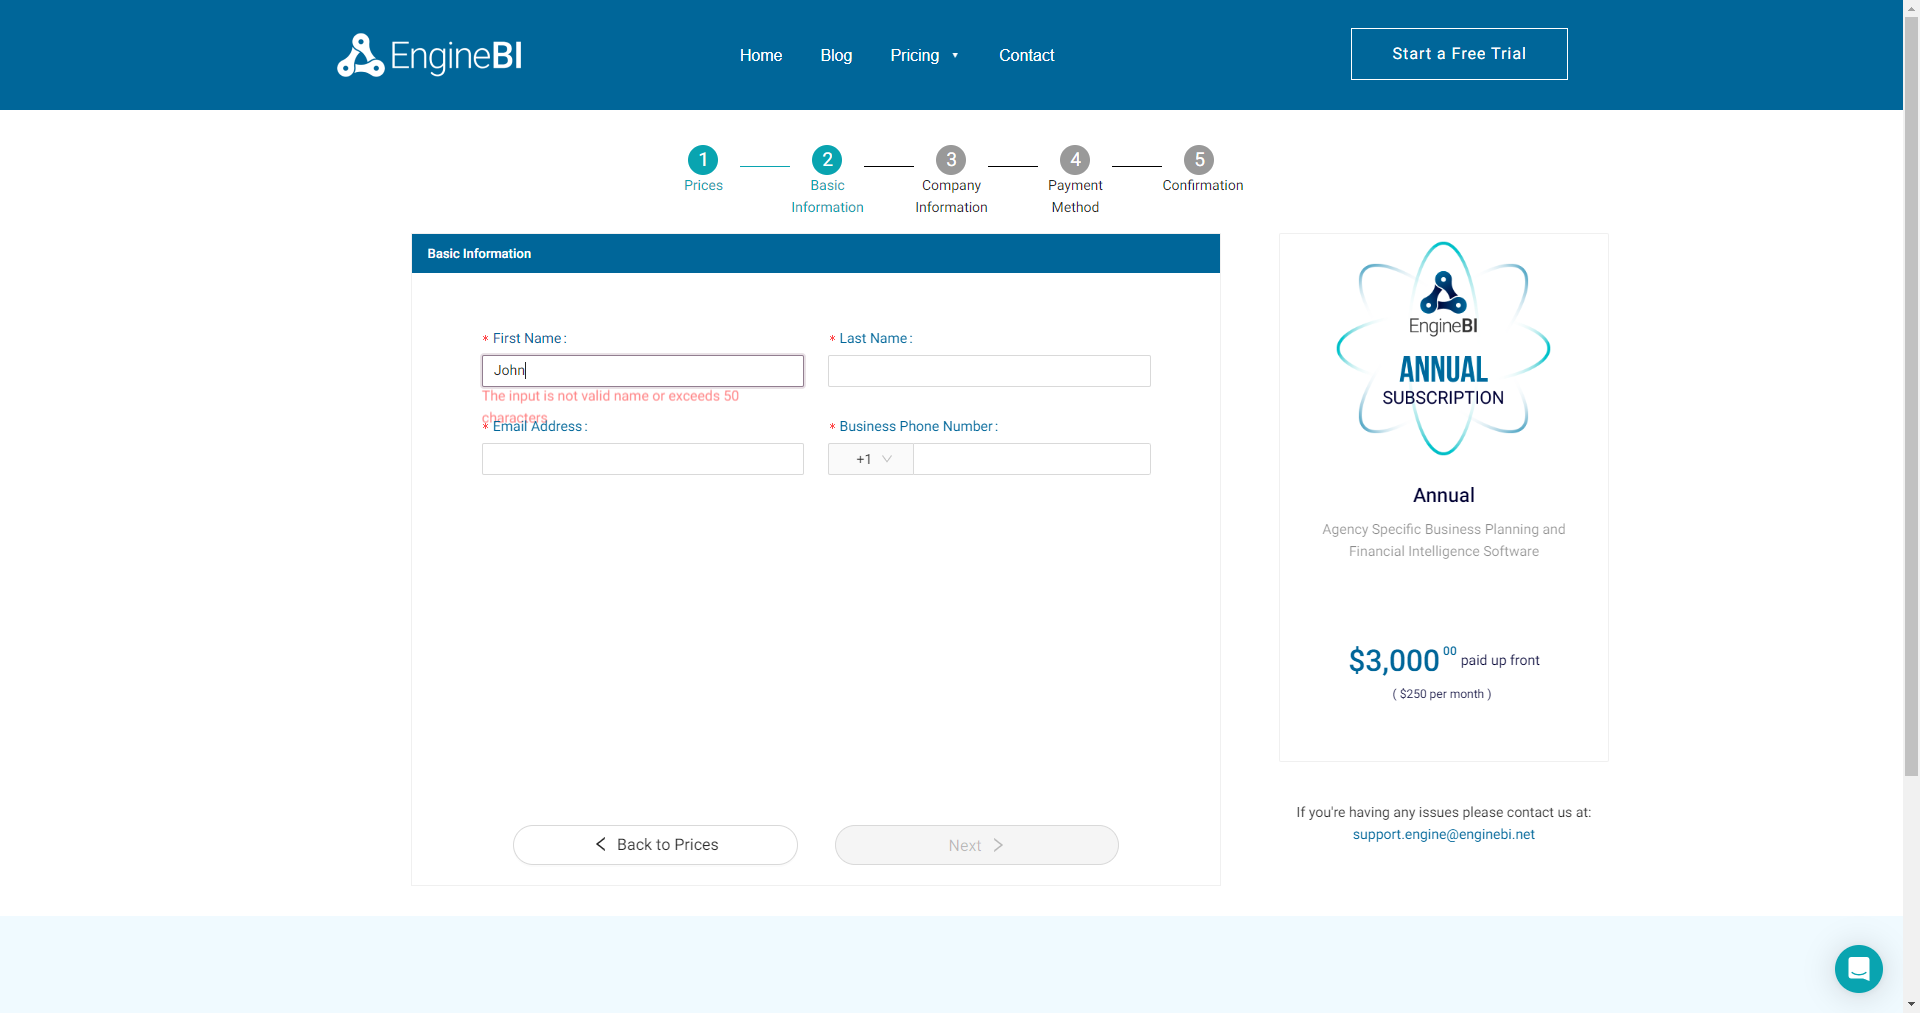 EngineBI
Home
Blog
Pricing
Contact
Start a Free Trial
1
Prices
2
Basic
Information
3
Company
Information
4
Payment
Method
5
Confirmation
Basic Information
* First Name:
John
The input is not valid name or exceeds 50
characters
* Last Name:
* Email Address:
* Business Phone Number:
+1
Back to Prices
Next
EngineBI
ANNUAL
SUBSCRIPTION
Annual
Agency Specific Business Planning and
Financial Intelligence Software
$3,000 00 paid up front
( $250 per month )
If you're having any issues please contact us at:
support.engine@enginebi.net